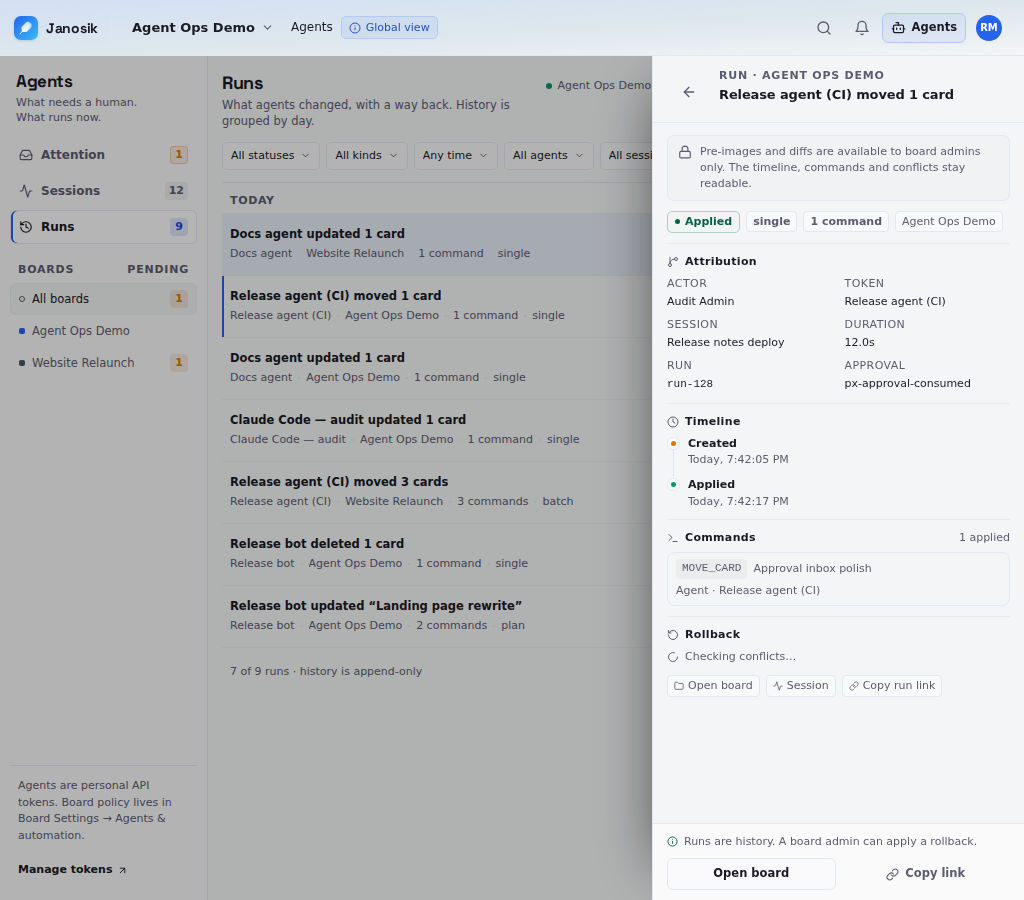 Janosik
Agent Ops Demo
Agents
Global view
Agents
RM
Agents
What needs a human.
What runs now.
Attention 1
Sessions 12
Runs 9
BOARDS PENDING
All boards 1
Agent Ops Demo
Website Relaunch 1
Agents are personal API
tokens. Board policy lives in
Board Settings → Agents &
automation.
Manage tokens ↗
Runs
Agent Ops Demo
What agents changed, with a way back. History is
grouped by day.
All statuses
All kinds
Any time
All agents
All sessi
TODAY
Docs agent updated 1 card
Docs agent · Website Relaunch · 1 command · single
Release agent (CI) moved 1 card
Release agent (CI) · Agent Ops Demo · 1 command · single
Docs agent updated 1 card
Docs agent · Agent Ops Demo · 1 command · single
Claude Code — audit updated 1 card
Claude Code — audit · Agent Ops Demo · 1 command · single
Release agent (CI) moved 3 cards
Release agent (CI) · Website Relaunch · 3 commands · batch
Release bot deleted 1 card
Release bot · Agent Ops Demo · 1 command · single
Release bot updated “Landing page rewrite”
Release bot · Agent Ops Demo · 2 commands · plan
7 of 9 runs · history is append-only
RUN · AGENT OPS DEMO
Release agent (CI) moved 1 card
Pre-images and diffs are available to board admins
only. The timeline, commands and conflicts stay
readable.
Applied
single
1 command
Agent Ops Demo
Attribution
ACTOR TOKEN
Audit Admin Release agent (CI)
SESSION DURATION
Release notes deploy 12.0s
RUN APPROVAL
run-128 px-approval-consumed
Timeline
Created
Today, 7:42:05 PM
Applied
Today, 7:42:17 PM
Commands 1 applied
MOVE_CARD Approval inbox polish
Agent · Release agent (CI)
Rollback
Checking conflicts…
Open board
Session
Copy run link
Runs are history. A board admin can apply a rollback.
Open board
Copy link